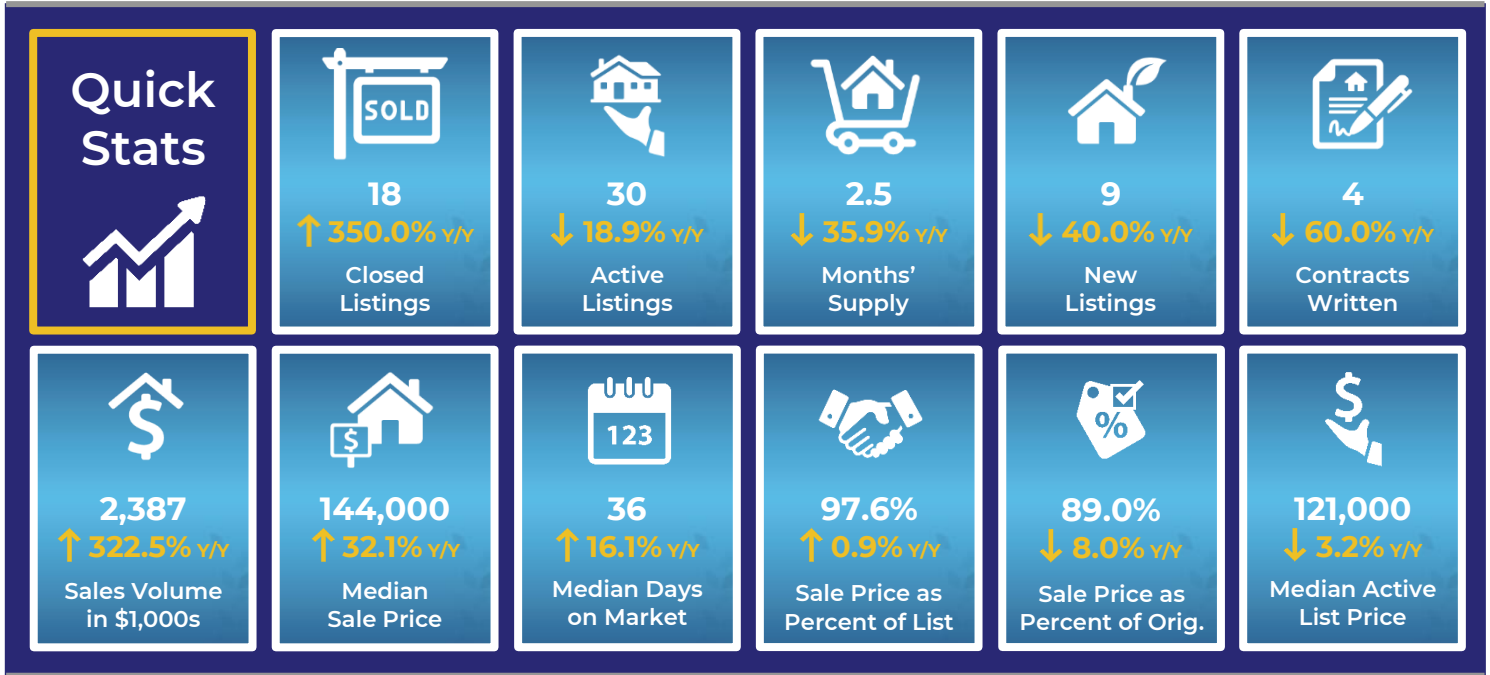 Quick
Stats
SOLD
18
↑ 350.0% Y/Y
Closed
Listings
30
↓ 18.9% Y/Y
Active
Listings
2.5
↓ 35.9% Y/Y
Months’
Supply
9
↓ 40.0% Y/Y
New
Listings
4
↓ 60.0% Y/Y
Contracts
Written
$
2,387
↑ 322.5% Y/Y
Sales Volume
in $1,000s
$
144,000
↑ 32.1% Y/Y
Median
Sale Price
123
36
↑ 16.1% Y/Y
Median Days
on Market
97.6%
↑ 0.9% Y/Y
Sale Price as
Percent of List
%
89.0%
↓ 8.0% Y/Y
Sale Price as
Percent of Orig.
$
121,000
↓ 3.2% Y/Y
Median Active
List Price